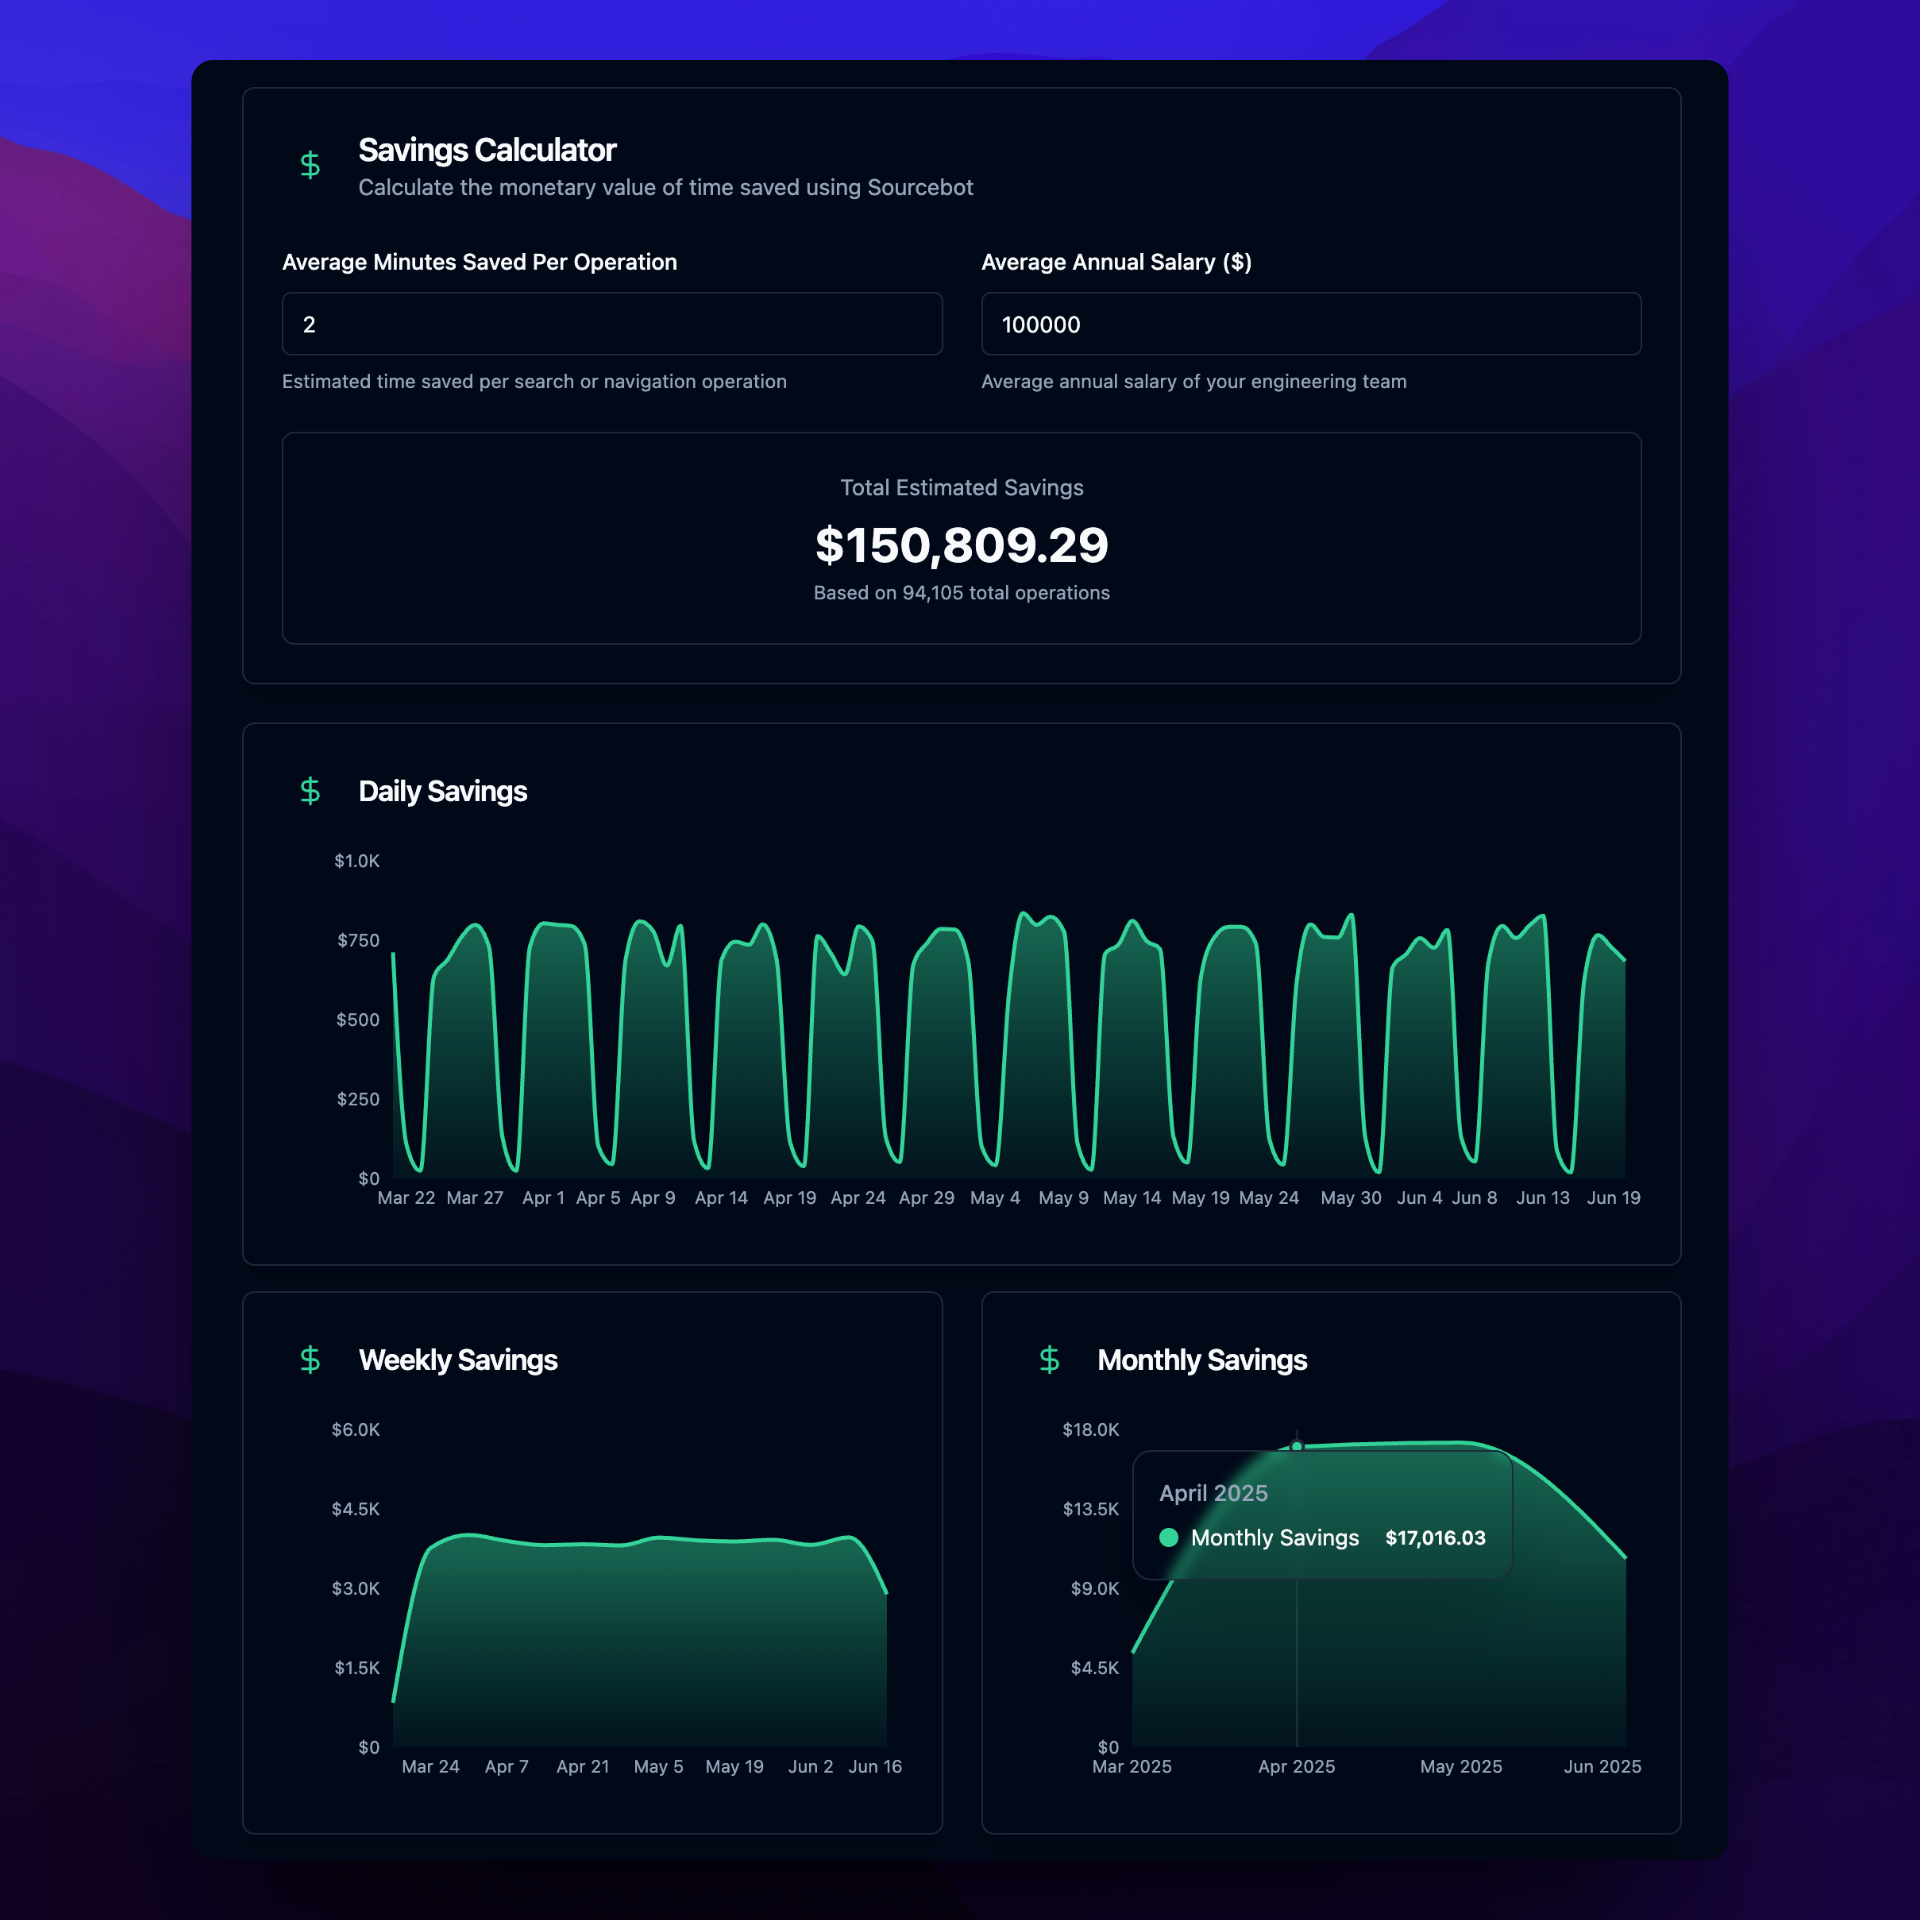 Savings Calculator
Calculate the monetary value of time saved using Sourcebot
Average Minutes Saved Per Operation
2
Estimated time saved per search or navigation operation
Average Annual Salary ($)
100000
Average annual salary of your engineering team
Total Estimated Savings
$150,809.29
Based on 94,105 total operations
Daily Savings
$1.0K
$750
$500
$250
$0
Mar 22 Mar 27 Apr 1 Apr 5 Apr 9 Apr 14 Apr 19 Apr 24 Apr 29 May 4 May 9 May 14 May 19 May 24 May 30 Jun 4 Jun 8 Jun 13 Jun 19
Weekly Savings
$6.0K
$4.5K
$3.0K
$1.5K
$0
Mar 24 Apr 7 Apr 21 May 5 May 19 Jun 2 Jun 16
Monthly Savings
$18.0K
$13.5K
$9.0K
$4.5K
$0
April 2025
Monthly Savings $17,016.03
Mar 2025 Apr 2025 May 2025 Jun 2025